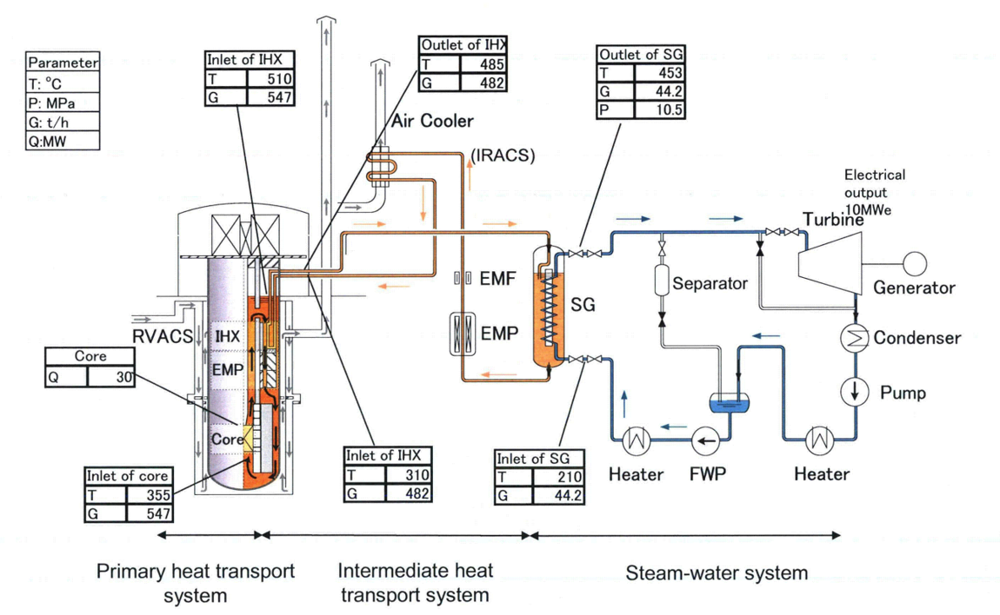 Parameter
T: °C
P: MPa
G: t/h
Q:MW
Inlet of IHX
T 510
G 547
Outlet of IHX
T 485
G 482
Outlet of SG
T 453
G 44.2
P 10.5
Air Cooler
(IRACS)
Electrical
output
10MWe
Turbine
Generator
EMF
SG
Separator
EMP
Condenser
RVACS
IHX
EMP
Core
Q 30
Core
Pump
Inlet of core
T 355
G 547
Inlet of IHX
T 310
G 482
Inlet of SG
T 210
G 44.2
Heater
FWP
Heater
Primary heat transport
system
Intermediate heat
transport system
Steam-water system